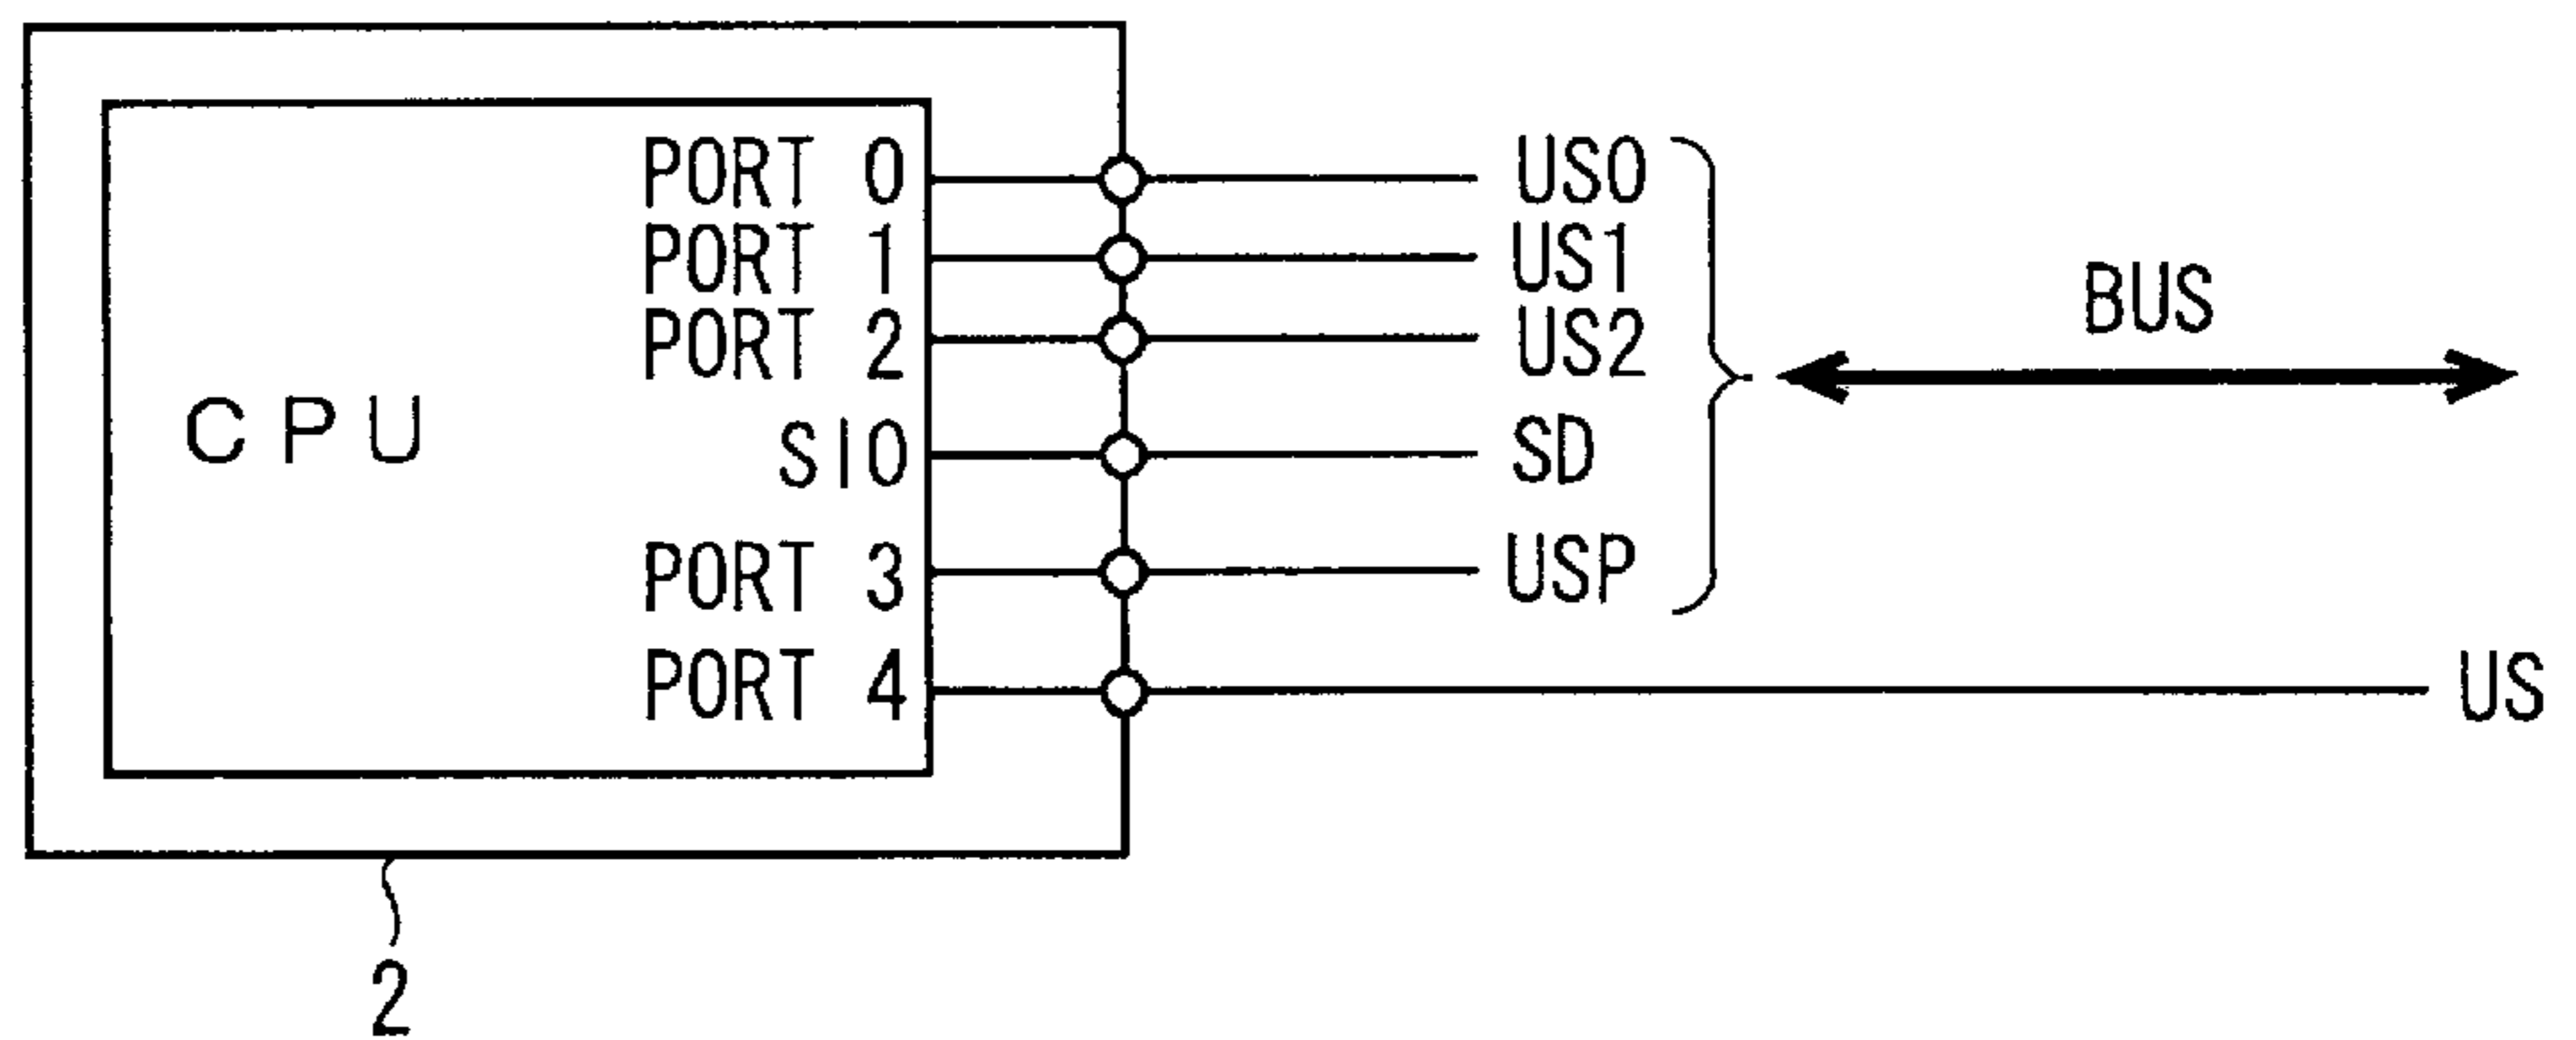 PORT 0 US0
PORT 1 US1
BUS
PORT 2 US2
CPU
SIO SD
PORT 3 USP
PORT 4 US
2